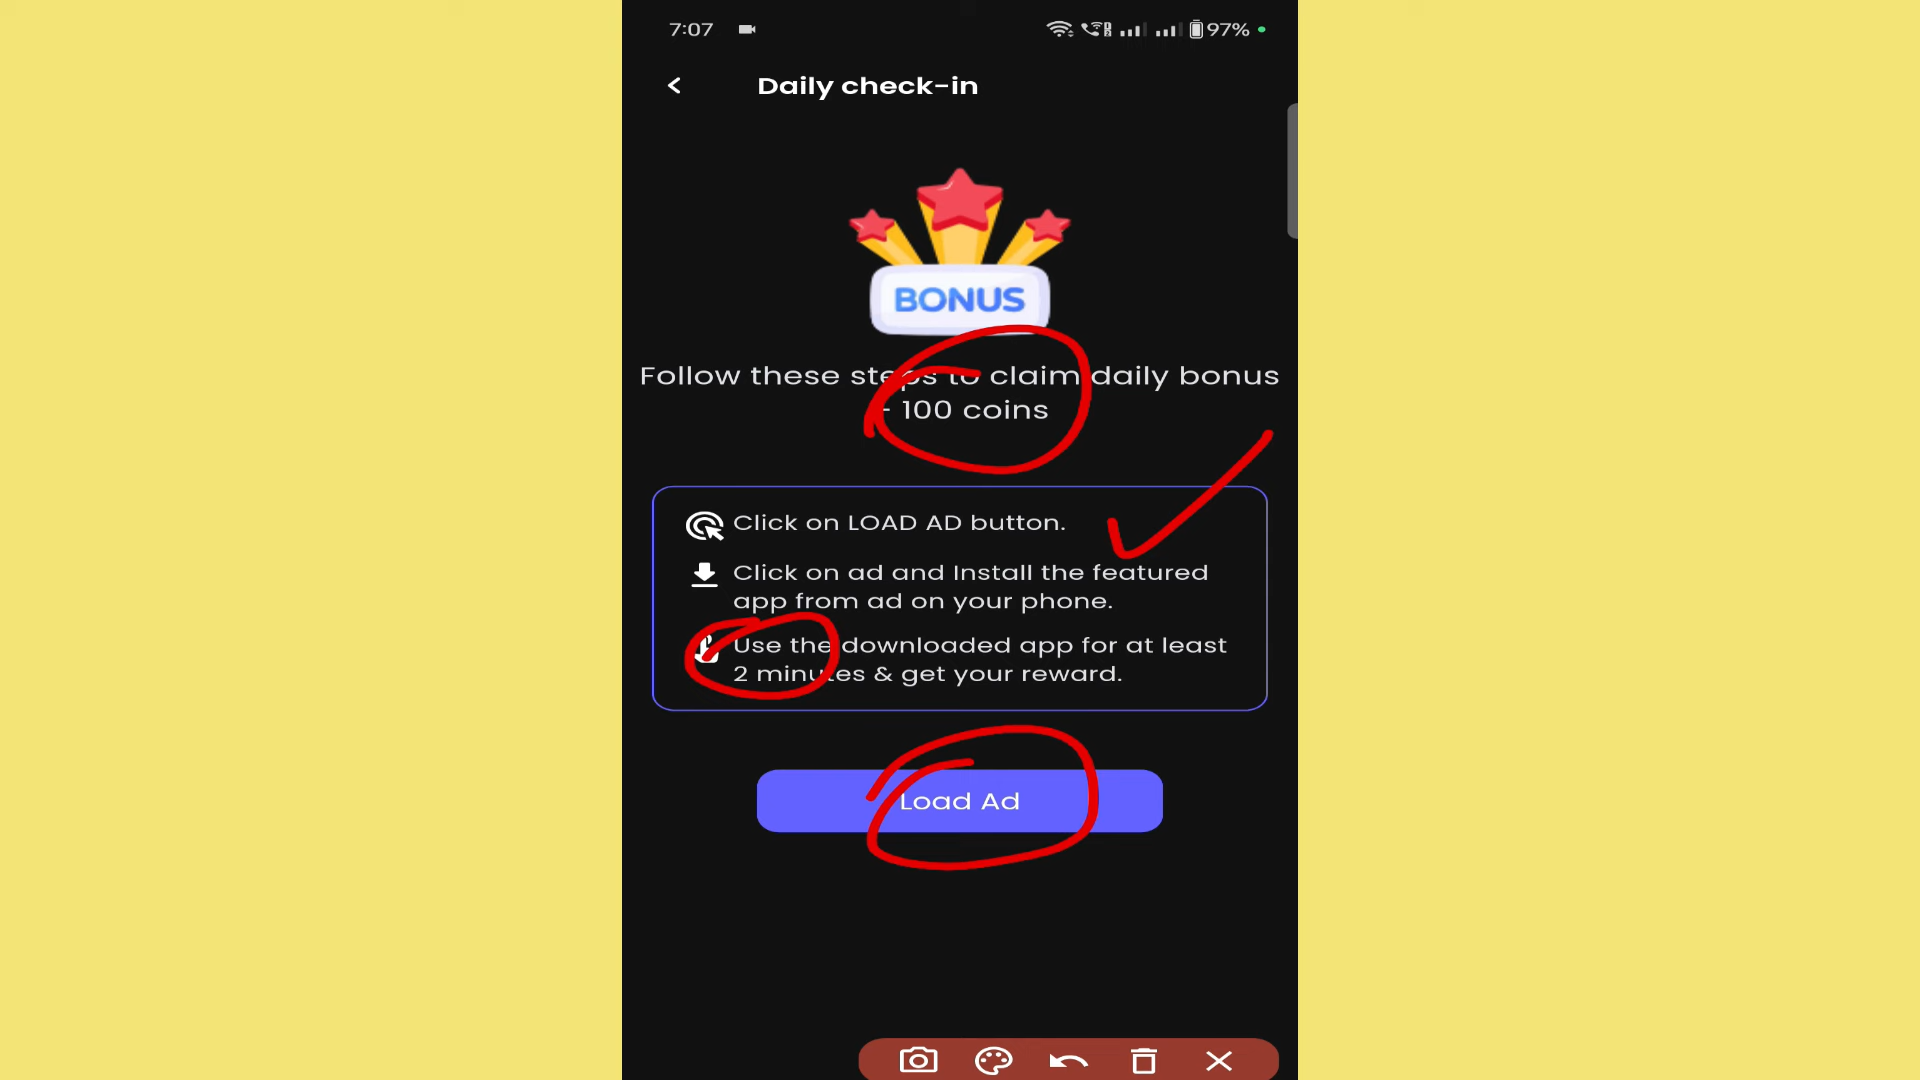 7:07
97%
Daily check-in
BONUS
Follow these steps to claim daily bonus
- 100 coins
Click on LOAD AD button.
Click on ad and Install the featured
app from ad on your phone.
Use the downloaded app for at least
2 minutes & get your reward.
Load Ad